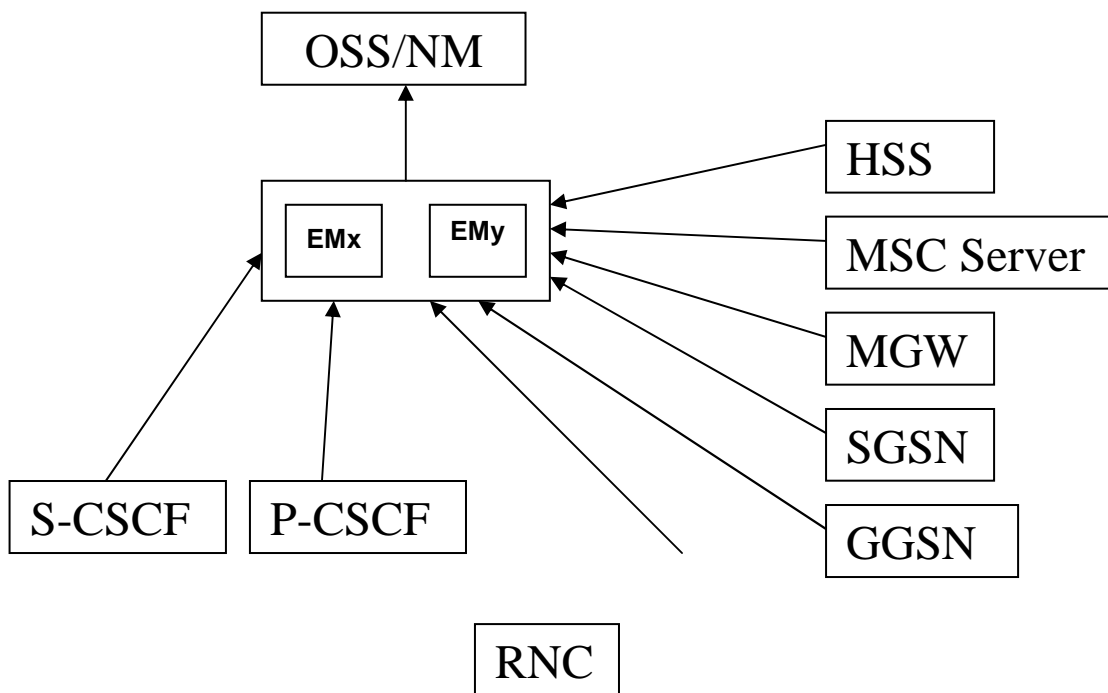 OSS/NM
HSS
EMx
EMy
MSC Server
MGW
SGSN
S-CSCF
P-CSCF
GGSN
RNC